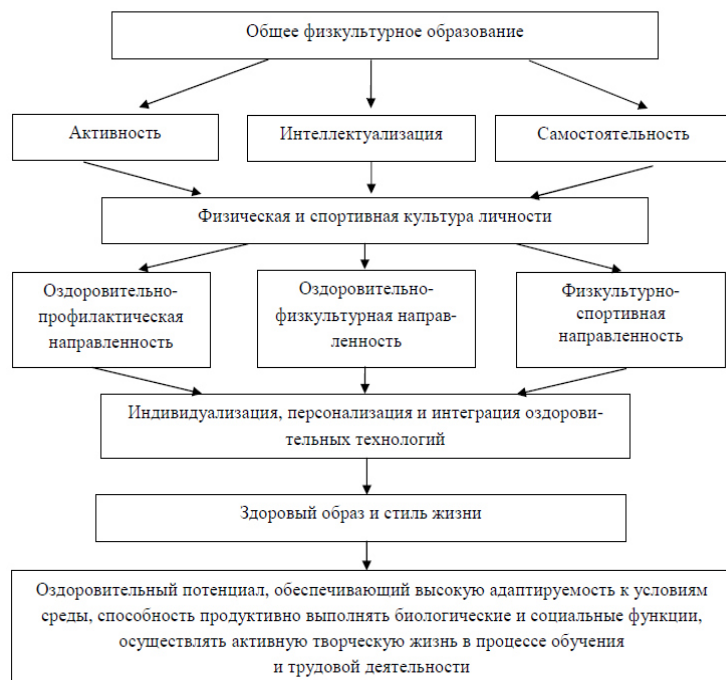 Общее физкультурное образование
Активность
Интеллектуализация
Самостоятельность
Физическая и спортивная культура личности
Оздоровительно-
профилактическая
направленность
Оздоровительно-
физкультурная направ-
ленность
Физкультурно-
спортивная
направленность
Индивидуализация, персонализация и интеграция оздорови-
тельных технологий
Здоровый образ и стиль жизни
Оздоровительный потенциал, обеспечивающий высокую адаптируемость к условиям
среды, способность продуктивно выполнять биологические и социальные функции,
осуществлять активную творческую жизнь в процессе обучения
и трудовой деятельности